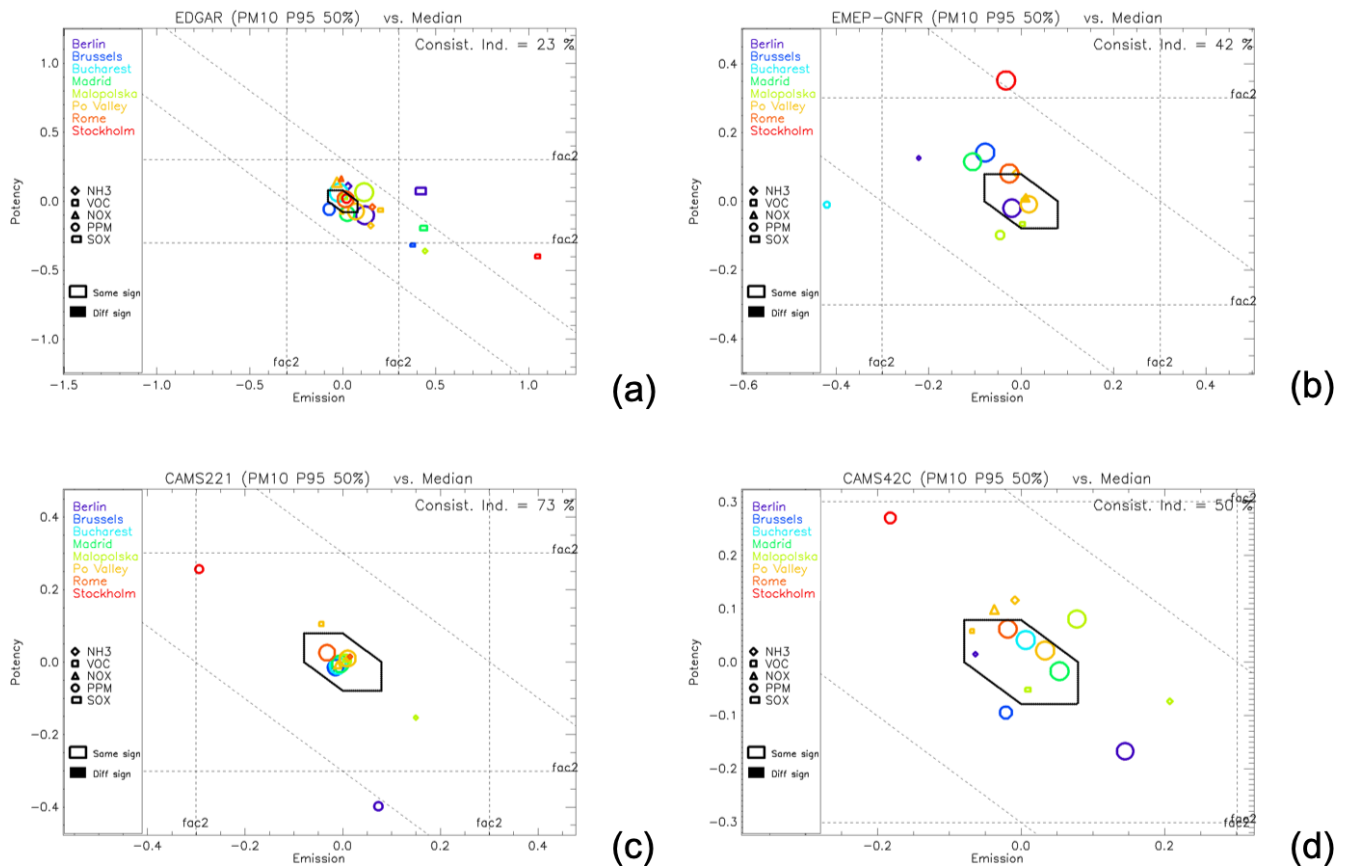 EDGAR (PM10 P95 50%) vs. Median
Consist. Ind. = 23 %
Berlin
Brussels
Bucharest
Madrid
Malopolska
Po Valley
Rome
Stockholm
NH3
VOC
NOX
PPM
SOX
Same sign
Diff sign
fac2
fac2
fac2 fac2
1.0
0.5
0.0
−0.5
−1.0
Potency
−1.5 −1.0 −0.5 0.0 0.5 1.0
Emission
(a)
EMEP−GNFR (PM10 P95 50%) vs. Median
Consist. Ind. = 42 %
Berlin
Brussels
Bucharest
Madrid
Malopolska
Po Valley
Rome
Stockholm
NH3
VOC
NOX
PPM
SOX
Same sign
Diff sign
fac2
fac2
fac2 fac2
0.4
0.2
0.0
−0.2
−0.4
Potency
−0.6 −0.4 −0.2 0.0 0.2 0.4
Emission
(b)
CAMS221 (PM10 P95 50%) vs. Median
Consist. Ind. = 73 %
Berlin
Brussels
Bucharest
Madrid
Malopolska
Po Valley
Rome
Stockholm
NH3
VOC
NOX
PPM
SOX
Same sign
Diff sign
fac2
fac2
fac2 fac2
0.4
0.2
0.0
−0.2
−0.4
Potency
−0.4 −0.2 0.0 0.2 0.4
Emission
(c)
CAMS42C (PM10 P95 50%) vs. Median
Consist. Ind. = 50 %
Berlin
Brussels
Bucharest
Madrid
Malopolska
Po Valley
Rome
Stockholm
NH3
VOC
NOX
PPM
SOX
Same sign
Diff sign
fac2
fac2
fac2
0.3
0.2
0.1
0.0
−0.1
−0.2
−0.3
Potency
−0.2 0.0 0.2
Emission
(d)